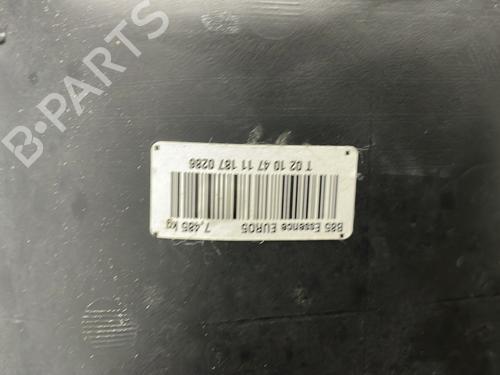 B85 Essence EURO5 7,485 kg
T 02 10 47 11 187 0286
B-PARTS